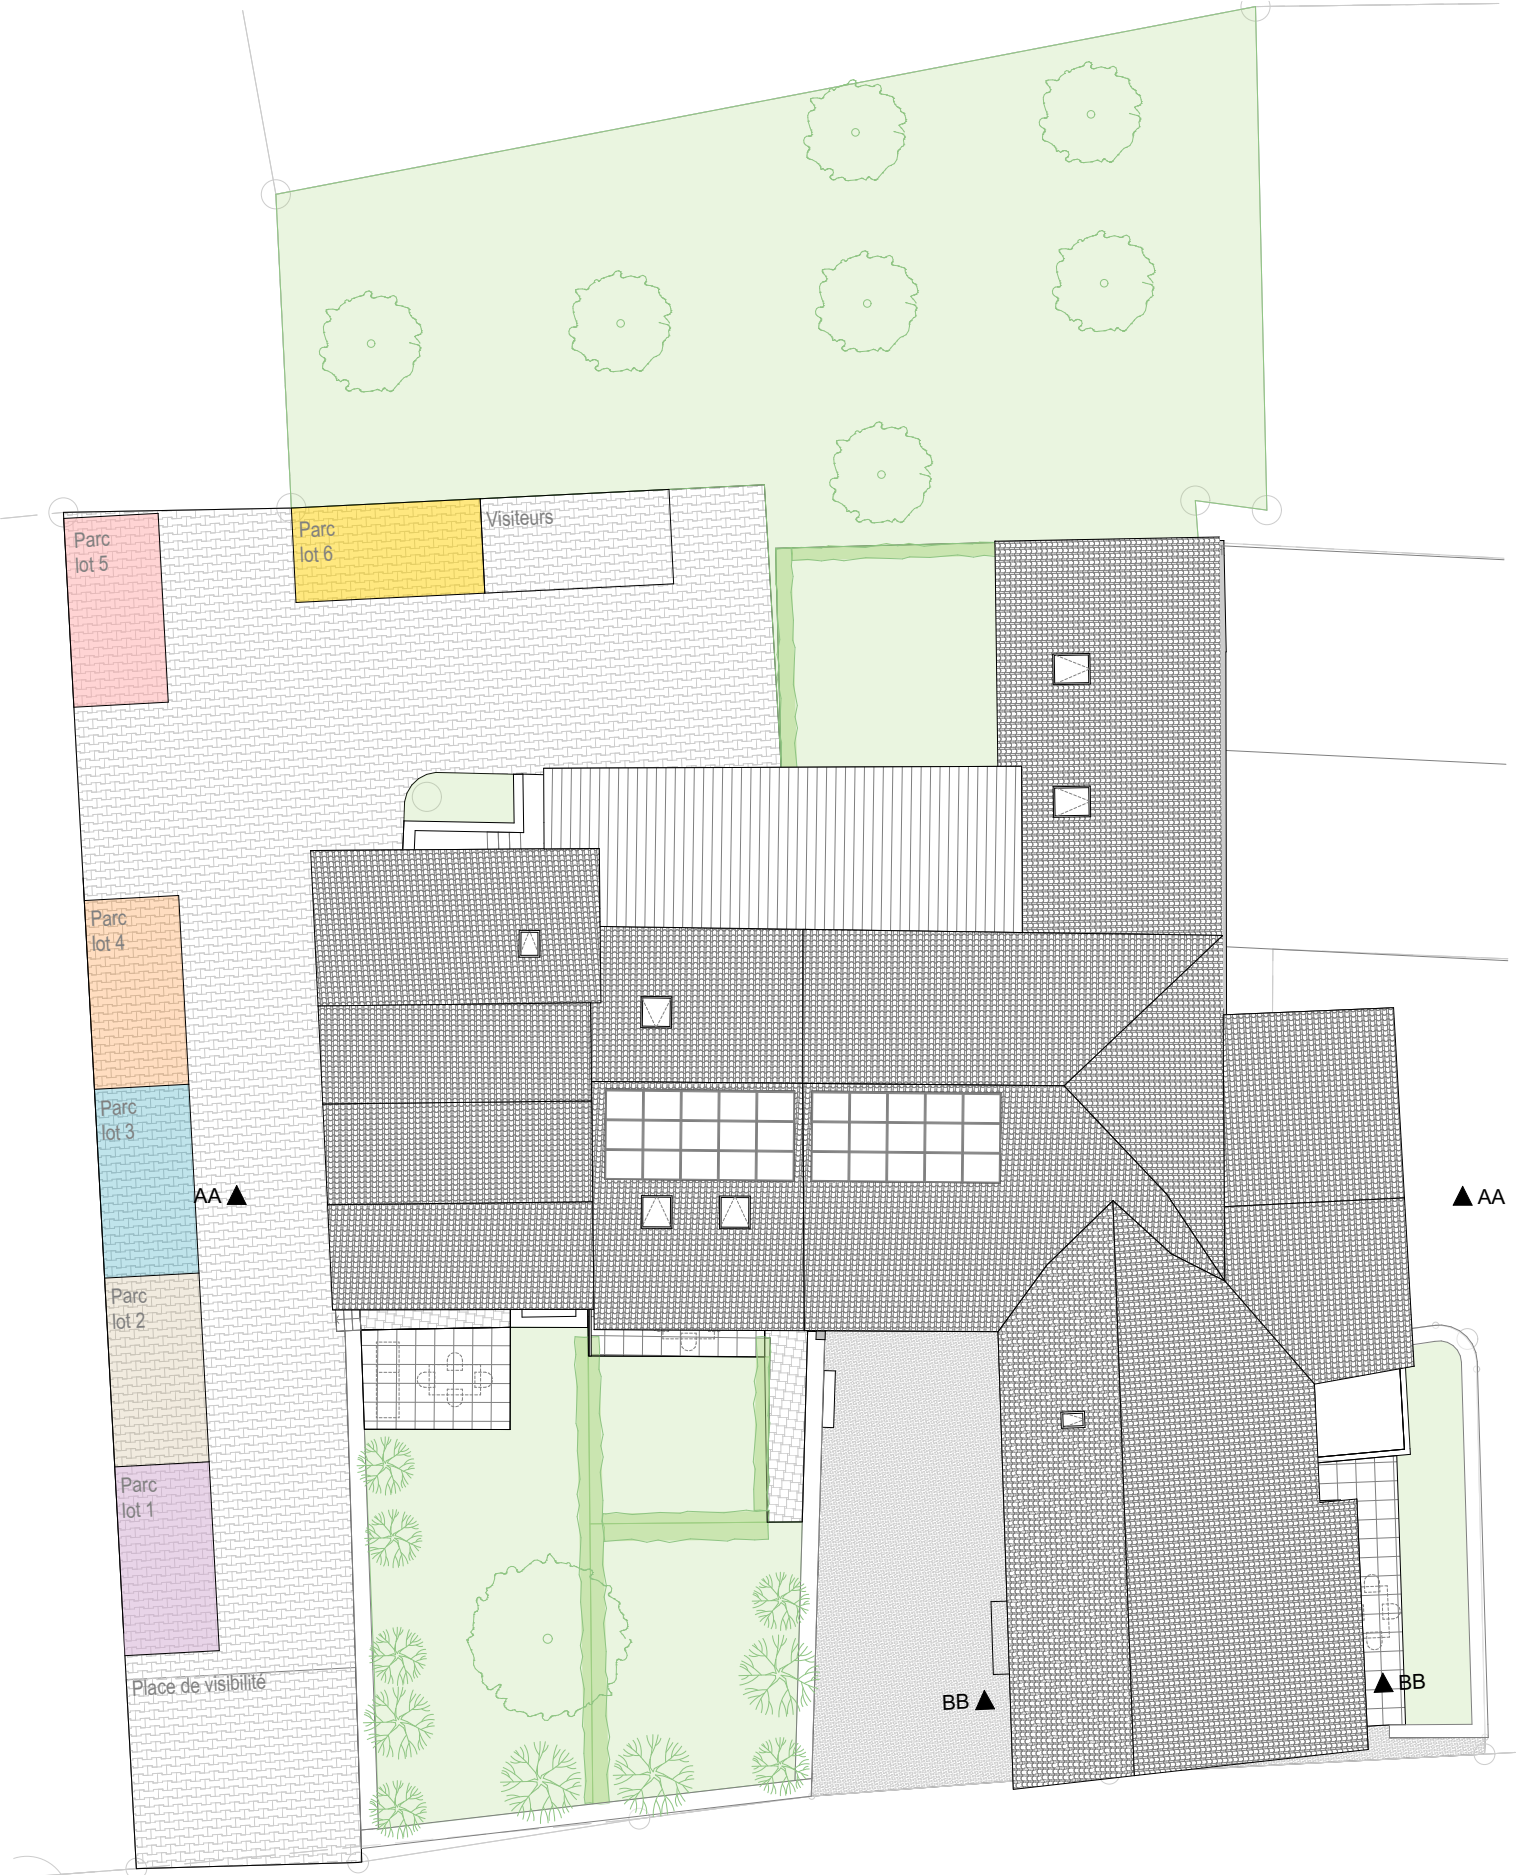 Parc
lot 5
Parc
lot 6
Visiteurs
Parc
lot 4
Parc
lot 3
AA
AA
Parc
lot 2
Parc
lot 1
Place de visibilité
BB
BB